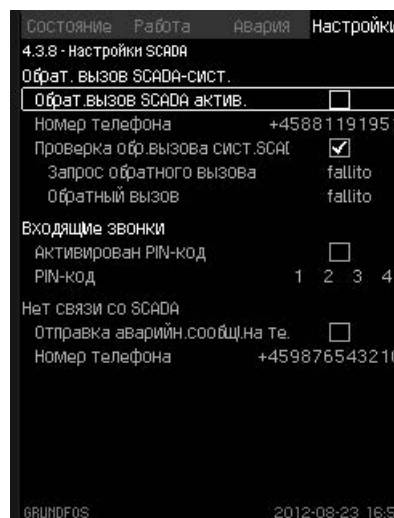 Состояние Работа Авария Настройки
4.3.8 - Настройки SCADA
Обрат. вызов SCADA-сист.
Обрат.вызов SCADA актив.
Номер телефона +45881191951
Проверка обр.вызова сист.SCAD
Запрос обратного вызова fallito
Обратный вызов fallito
Входящие звонки
Активирован PIN-код
PIN-код 1 2 3 4
Нет связи со SCADA
Отправка аварийн.сообщ.на те.
Номер телефона +459876543210
GRUNDFOS 2012-08-23 16:5